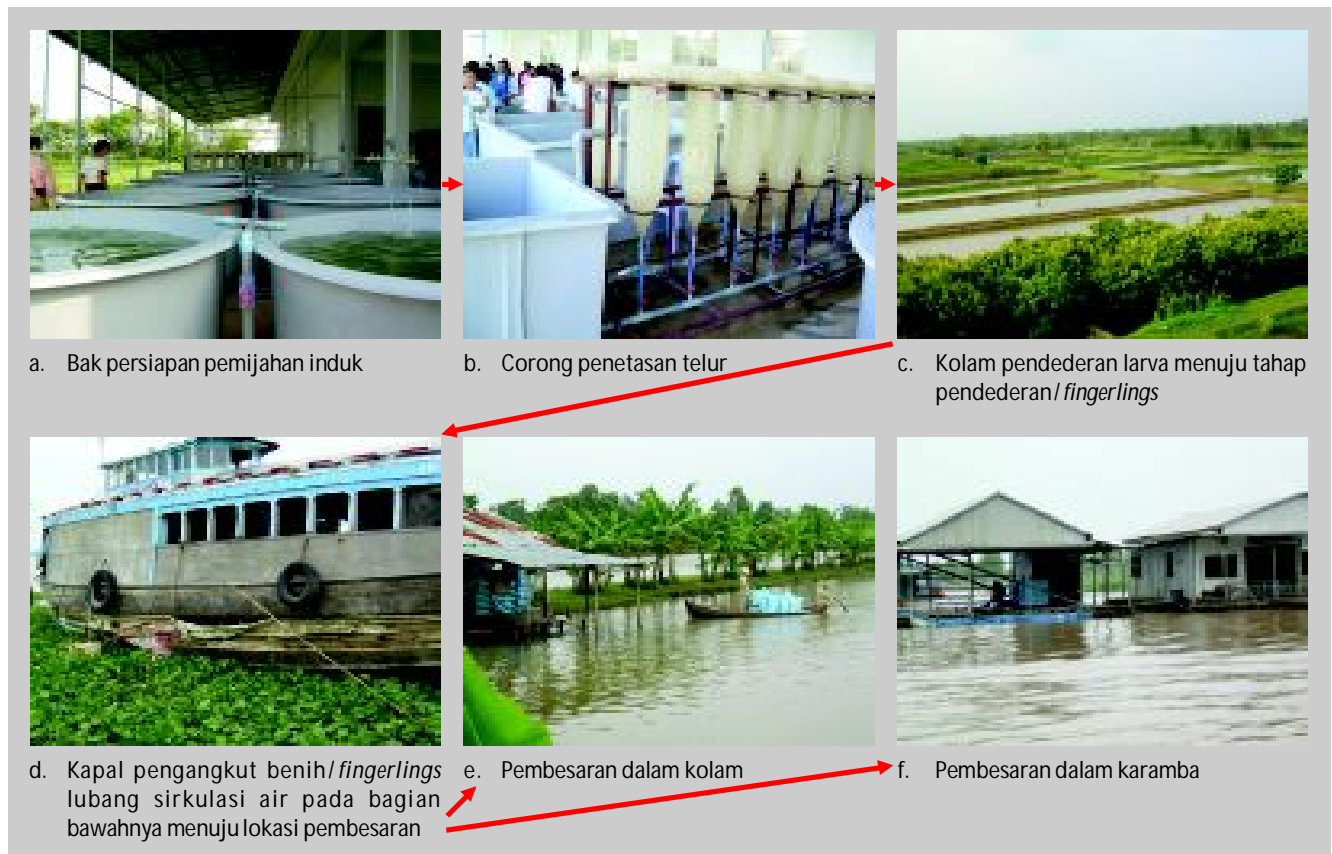 a. Bak persiapan pemijahan induk
b. Corong penetasan telur
c. Kolam pendederan larva menuju tahap
pendederan/fingerlings
d. Kapal pengangkut benih/fingerlings
lubang sirkulasi air pada bagian
bawahnya menuju lokasi pembesaran
e. Pembesaran dalam kolam
f. Pembesaran dalam karamba